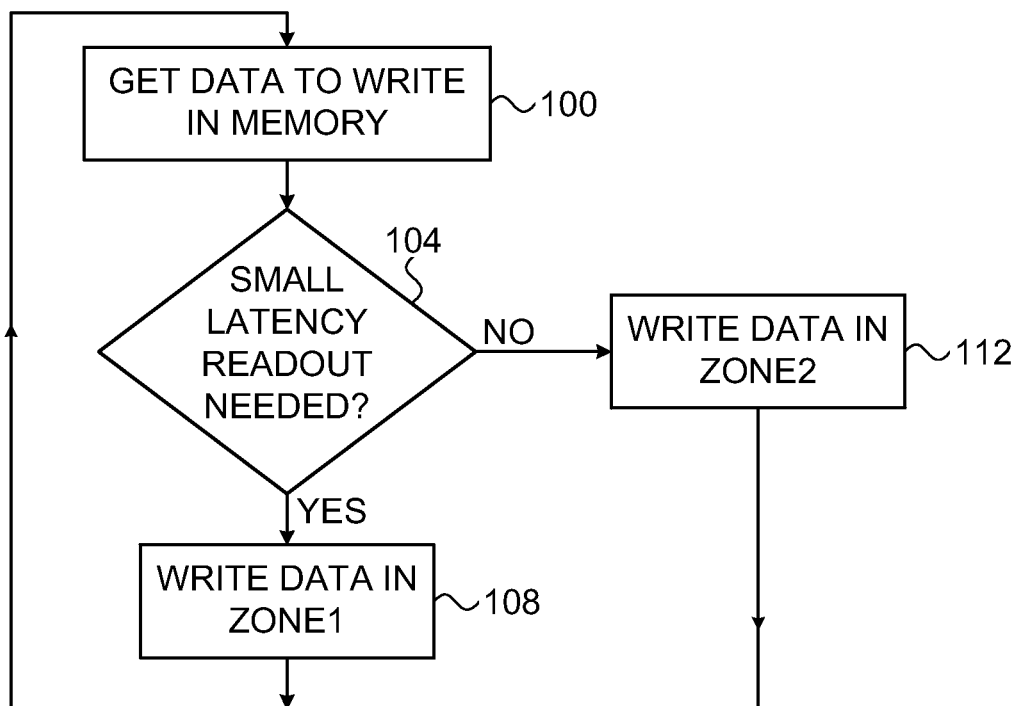 GET DATA TO WRITE
IN MEMORY
100
104
SMALL
LATENCY
READOUT
NEEDED?
NO
WRITE DATA IN
ZONE2
112
YES
WRITE DATA IN
ZONE1
108